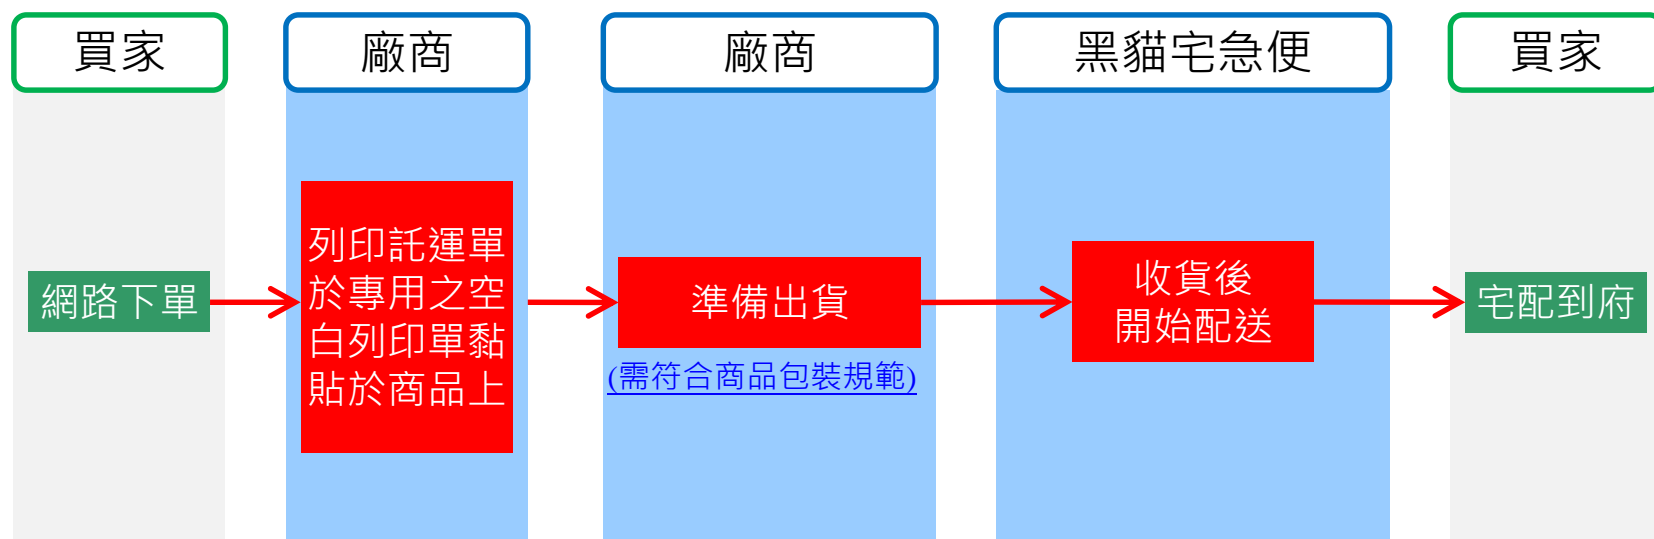 買家
廠商
廠商
黑貓宅急便
買家
網路下單
列印託運單
於專用之空
白列印單黏
貼於商品上
準備出貨
(需符合商品包裝規範)
收貨後
開始配送
宅配到府